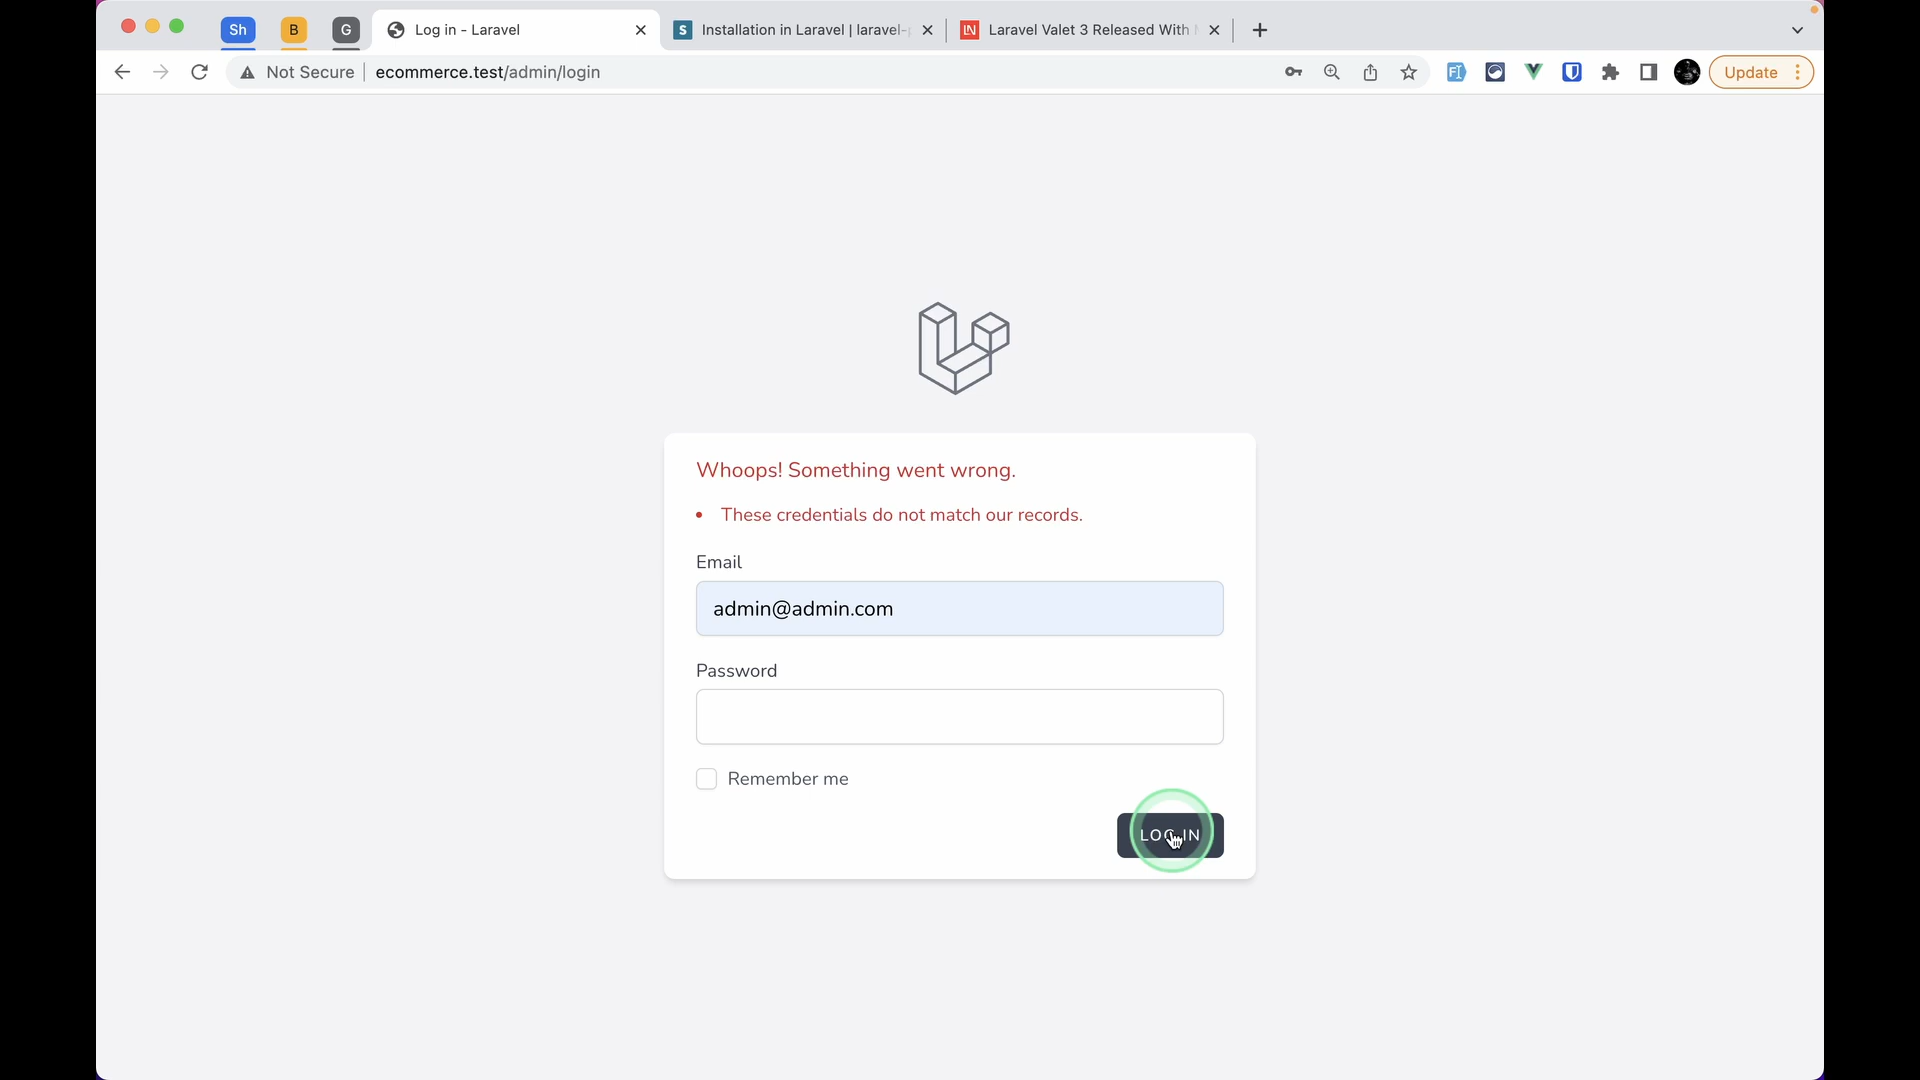 Sh
B
G
Log in - Laravel
S
Installation in Laravel | laravel-
LN
Laravel Valet 3 Released With
Not Secure
ecommerce.test/admin/login
Update
Whoops! Something went wrong.
These credentials do not match our records.
Email
admin@admin.com
Password
Remember me
LOG IN